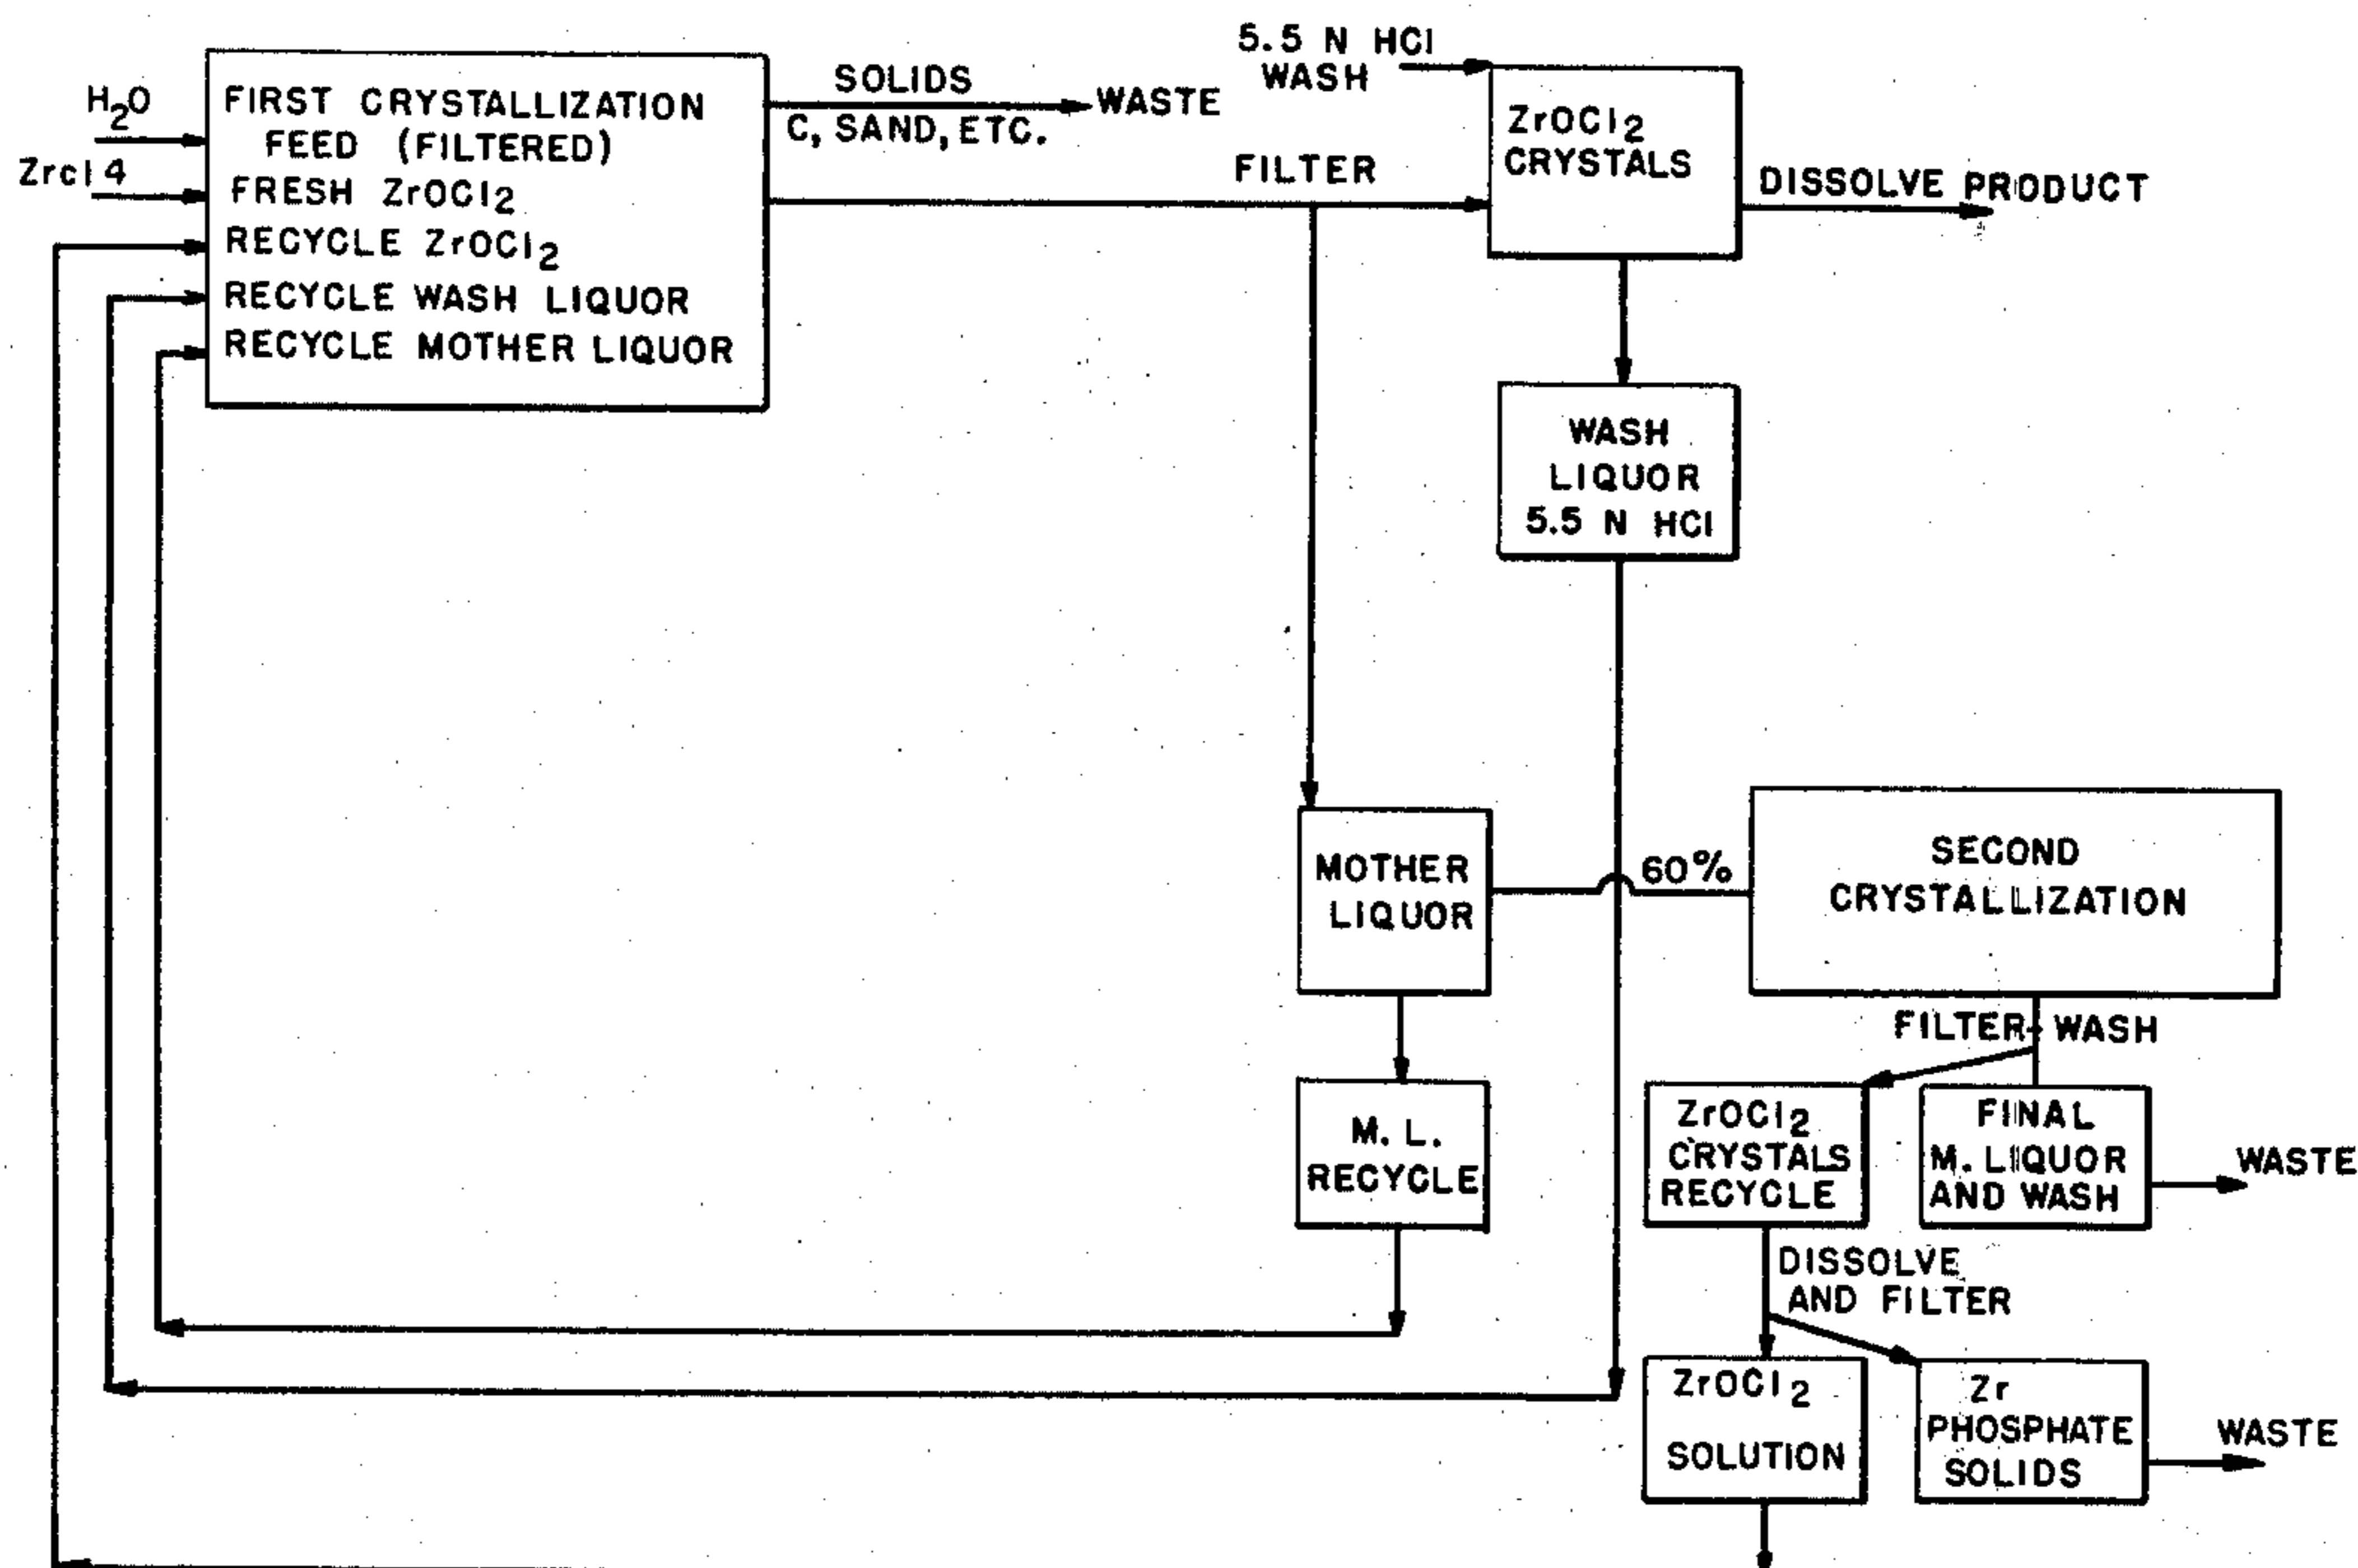 H2O
Zrcl4
FIRST CRYSTALLIZATION
FEED (FILTERED)
FRESH ZrOCl2
RECYCLE ZrOCl2
RECYCLE WASH LIQUOR
RECYCLE MOTHER LIQUOR
SOLIDS
C, SAND, ETC.
WASTE
5.5 N HCl
WASH
FILTER
ZrOCl2
CRYSTALS
DISSOLVE PRODUCT
WASH
LIQUOR
5.5 N HCl
MOTHER
LIQUOR
60%
SECOND
CRYSTALLIZATION
FILTER+WASH
M. L.
RECYCLE
ZrOCl2
CRYSTALS
RECYCLE
FINAL
M. LIQUOR
AND WASH
WASTE
DISSOLVE
AND FILTER
ZrOCl2
SOLUTION
Zr
PHOSPHATE
SOLIDS
WASTE